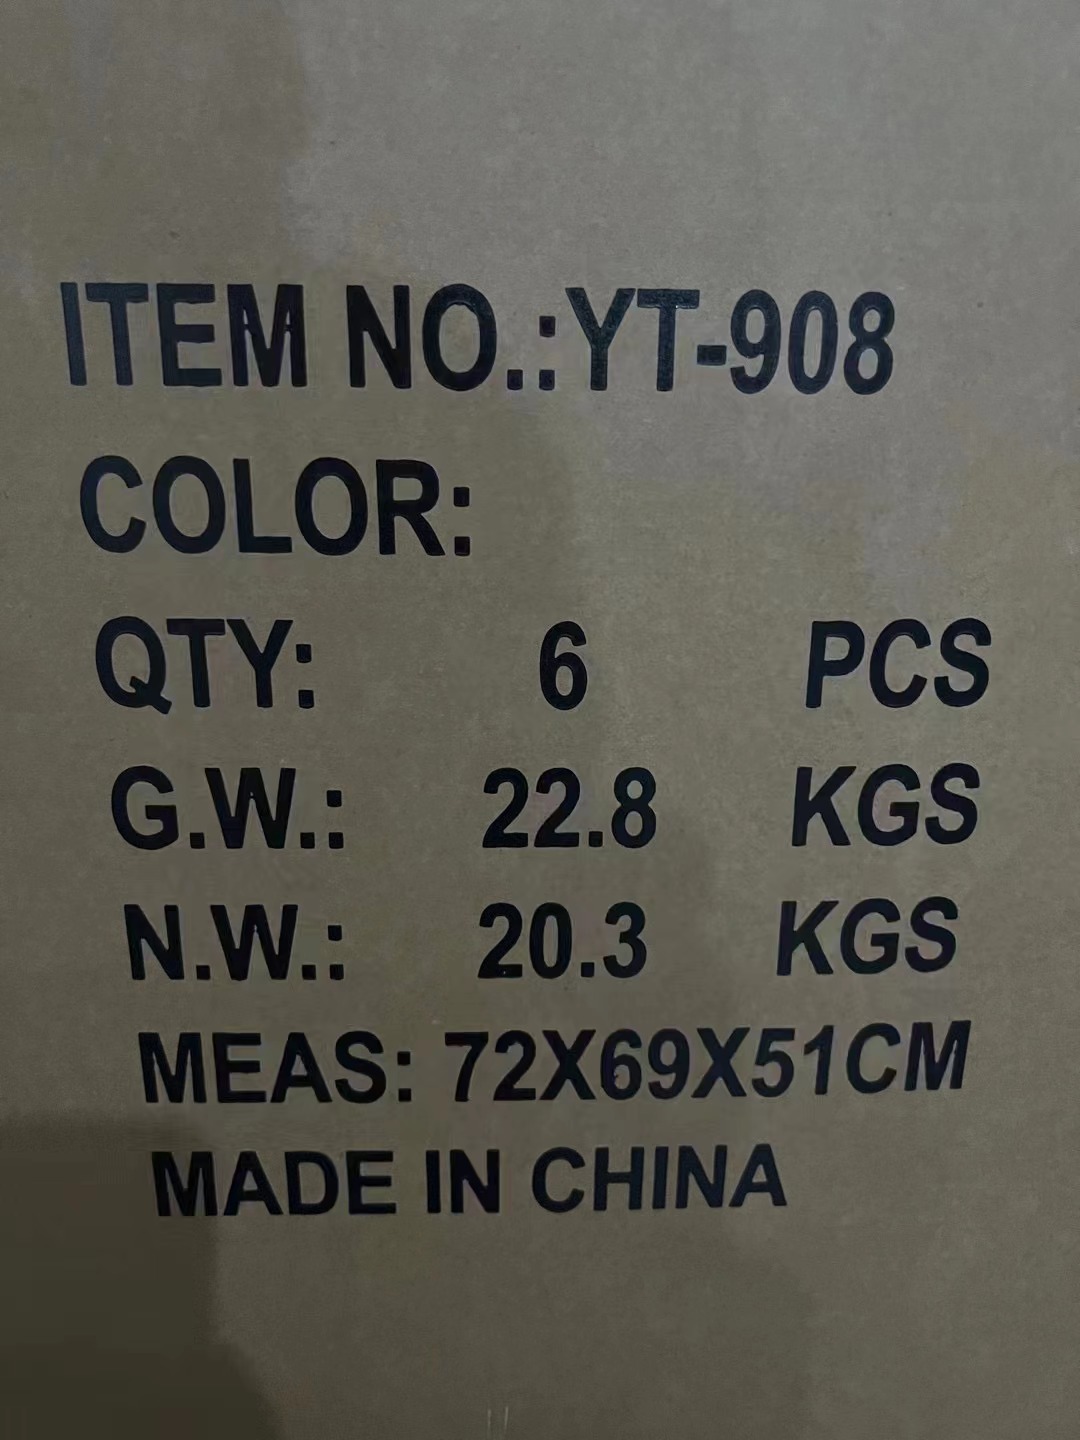 ITEM NO.:YT-908
COLOR:
QTY: 6 PCS
G.W.: 22.8 KGS
N.W.: 20.3 KGS
MEAS: 72X69X51CM
MADE IN CHINA